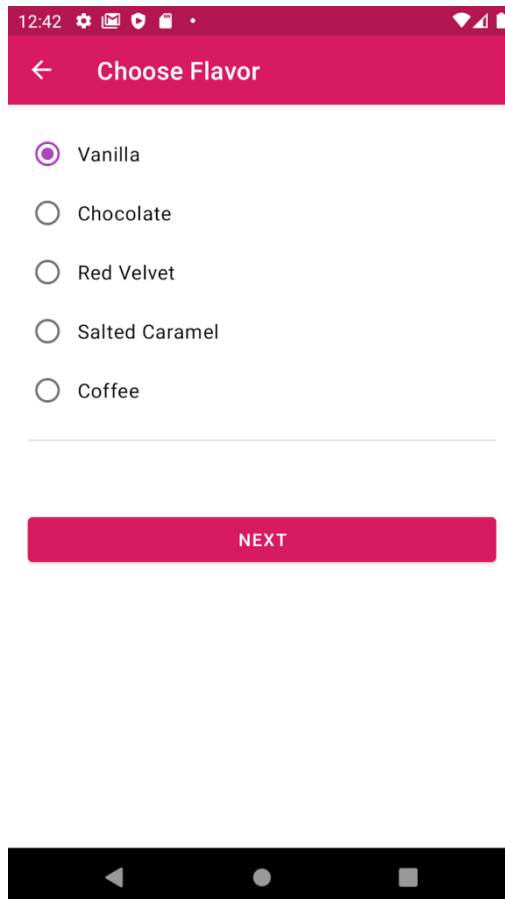 12:42
Choose Flavor
Vanilla
Chocolate
Red Velvet
Salted Caramel
Coffee
NEXT